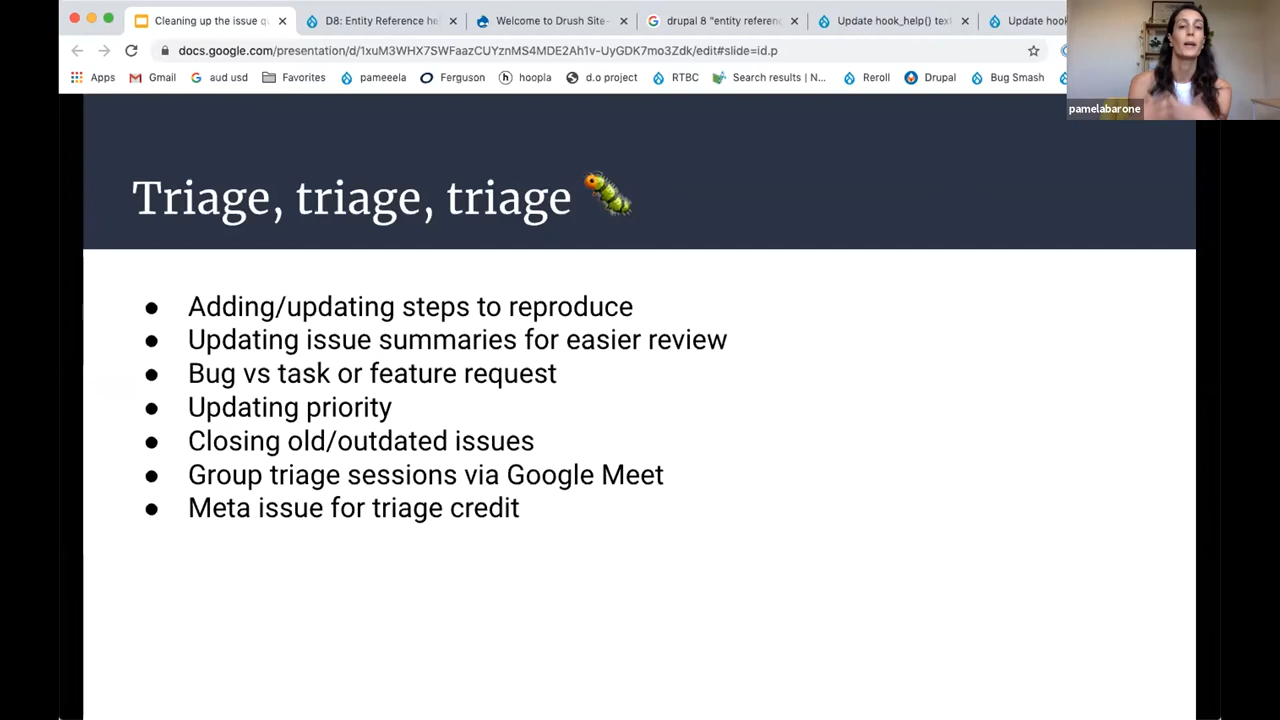 Cleaning up the issue q
D8: Entity Reference he
Welcome to Drush Site-
drupal 8 "entity referenc
Update hook_help() tex
Update hook
docs.google.com/presentation/d/1xuM3WHX7SWFaazCUYznMS4MDE2Ah1v-UyGDK7mo3Zdk/edit#slide=id.p
Apps
Gmail
aud usd
Favorites
pameeela
Ferguson
hoopla
d.o project
RTBC
Search results | N...
Reroll
Drupal
Bug Smash
pamelabarone
Triage, triage, triage
Adding/updating steps to reproduce
Updating issue summaries for easier review
Bug vs task or feature request
Updating priority
Closing old/outdated issues
Group triage sessions via Google Meet
Meta issue for triage credit